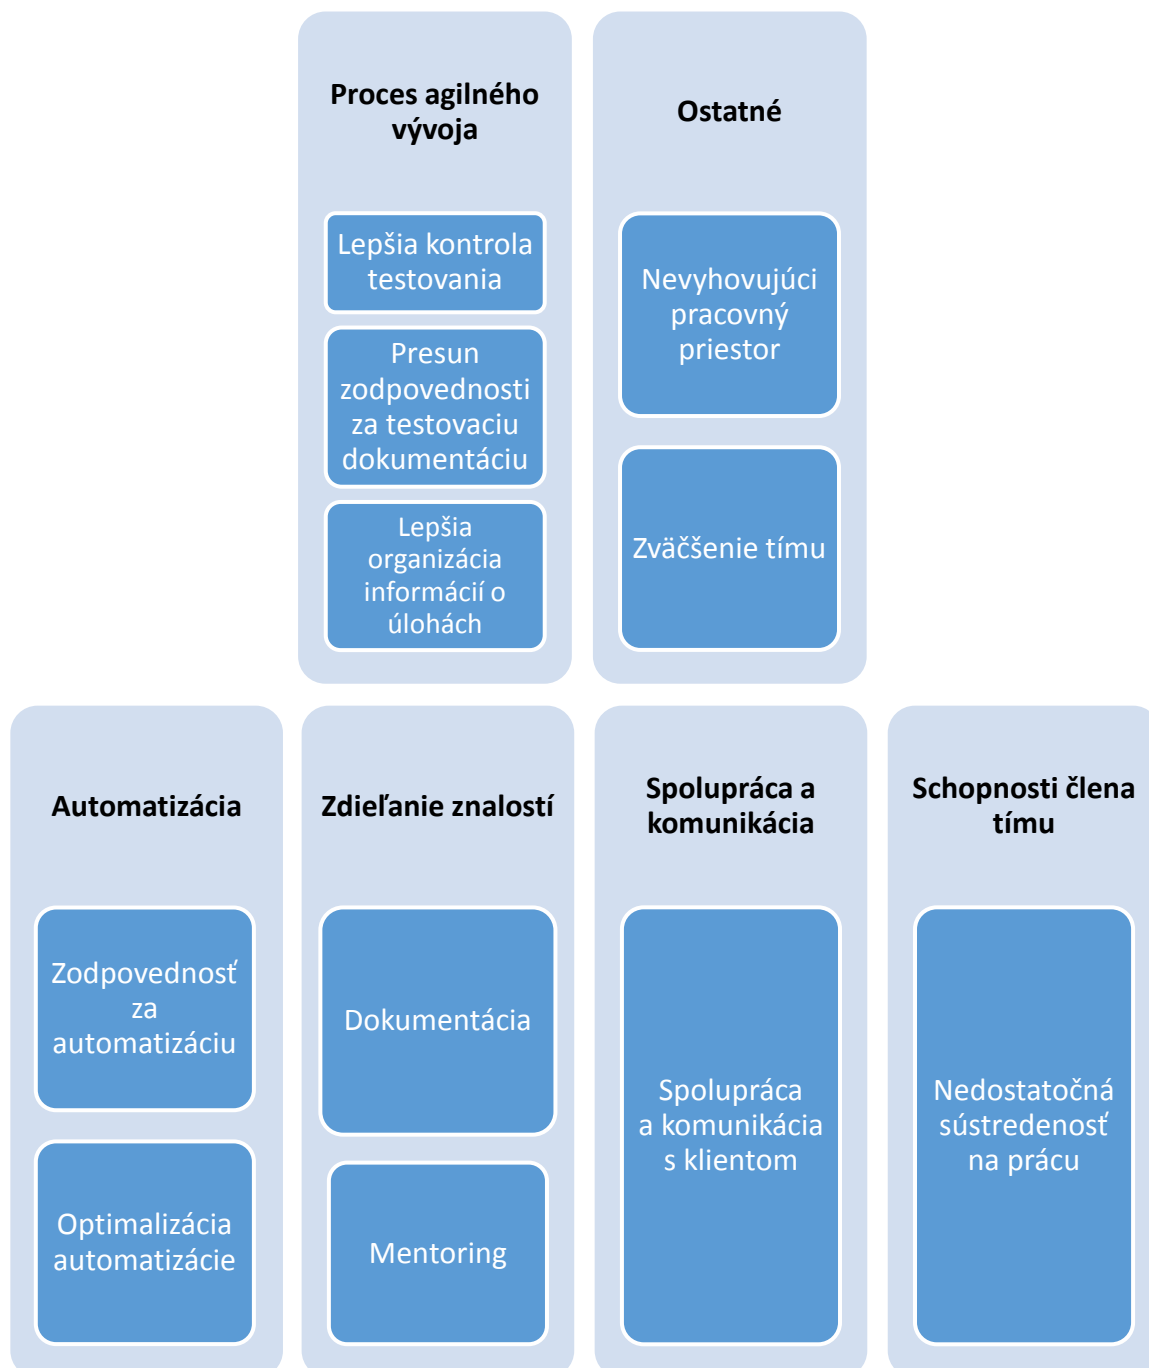 Proces agilného
vývoja
Lepšia kontrola
testovania
Presun
zodpovednosti
za testovaciu
dokumentáciu
Lepšia
organizácia
informácií o
úlohách
Ostatné
Nevyhovujúci
pracovný
priestor
Zväčšenie tímu
Automatizácia
Zodpovednosť
za
automatizáciu
Optimalizácia
automatizácie
Zdieľanie znalostí
Dokumentácia
Mentoring
Spolupráca a
komunikácia
Spolupráca
a komunikácia
s klientom
Schopnosti člena
tímu
Nedostatočná
sústredenosť
na prácu